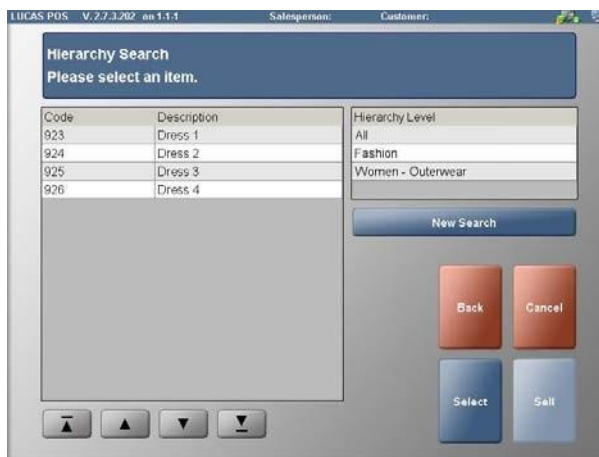 LUCAS POS V.2.7.3.202 on 1-1-1 Salesperson: Customer:
Hierarchy Search
Please select an item.
Code Description
923 Dress 1
924 Dress 2
925 Dress 3
926 Dress 4
Hierarchy Level
All
Fashion
Women - Outerwear
New Search
Back Cancel
Select Sell